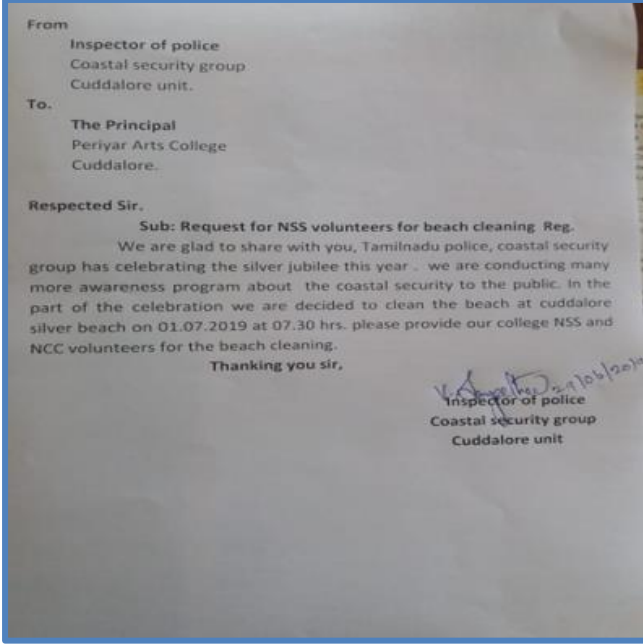 From
Inspector of police
Coastal security group
Cuddalore unit.
To.
The Principal
Periyar Arts College
Cuddalore.
Respected Sir.
Sub: Request for NSS volunteers for beach cleaning Reg.
We are glad to share with you, Tamilnadu police, coastal security
group has celebrating the silver jubilee this year . we are conducting many
more awareness program about the coastal security to the public. In the
part of the celebration we are decided to clean the beach at cuddalore
silver beach on 01.07.2019 at 07.30 hrs. please provide our college NSS and
NCC volunteers for the beach cleaning.
Thanking you sir,
29/06/2019
Inspector of police
Coastal security group
Cuddalore unit